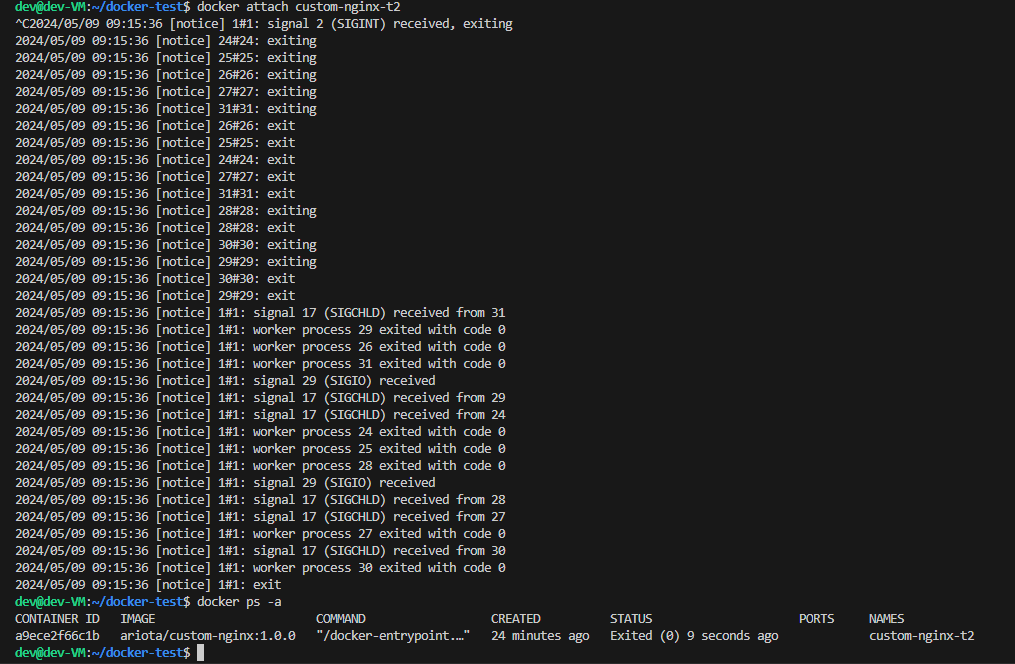 dev@dev-VM:~/docker-test$ docker attach custom-nginx-t2
^C2024/05/09 09:15:36 [notice] 1#1: signal 2 (SIGINT) received, exiting
2024/05/09 09:15:36 [notice] 24#24: exiting
2024/05/09 09:15:36 [notice] 25#25: exiting
2024/05/09 09:15:36 [notice] 26#26: exiting
2024/05/09 09:15:36 [notice] 27#27: exiting
2024/05/09 09:15:36 [notice] 31#31: exiting
2024/05/09 09:15:36 [notice] 26#26: exit
2024/05/09 09:15:36 [notice] 25#25: exit
2024/05/09 09:15:36 [notice] 24#24: exit
2024/05/09 09:15:36 [notice] 27#27: exit
2024/05/09 09:15:36 [notice] 31#31: exit
2024/05/09 09:15:36 [notice] 28#28: exiting
2024/05/09 09:15:36 [notice] 28#28: exit
2024/05/09 09:15:36 [notice] 30#30: exiting
2024/05/09 09:15:36 [notice] 29#29: exiting
2024/05/09 09:15:36 [notice] 30#30: exit
2024/05/09 09:15:36 [notice] 29#29: exit
2024/05/09 09:15:36 [notice] 1#1: signal 17 (SIGCHLD) received from 31
2024/05/09 09:15:36 [notice] 1#1: worker process 29 exited with code 0
2024/05/09 09:15:36 [notice] 1#1: worker process 26 exited with code 0
2024/05/09 09:15:36 [notice] 1#1: worker process 31 exited with code 0
2024/05/09 09:15:36 [notice] 1#1: signal 29 (SIGIO) received
2024/05/09 09:15:36 [notice] 1#1: signal 17 (SIGCHLD) received from 29
2024/05/09 09:15:36 [notice] 1#1: signal 17 (SIGCHLD) received from 24
2024/05/09 09:15:36 [notice] 1#1: worker process 24 exited with code 0
2024/05/09 09:15:36 [notice] 1#1: worker process 25 exited with code 0
2024/05/09 09:15:36 [notice] 1#1: worker process 28 exited with code 0
2024/05/09 09:15:36 [notice] 1#1: signal 29 (SIGIO) received
2024/05/09 09:15:36 [notice] 1#1: signal 17 (SIGCHLD) received from 28
2024/05/09 09:15:36 [notice] 1#1: signal 17 (SIGCHLD) received from 27
2024/05/09 09:15:36 [notice] 1#1: worker process 27 exited with code 0
2024/05/09 09:15:36 [notice] 1#1: signal 17 (SIGCHLD) received from 30
2024/05/09 09:15:36 [notice] 1#1: worker process 30 exited with code 0
2024/05/09 09:15:36 [notice] 1#1: exit
dev@dev-VM:~/docker-test$ docker ps -a
CONTAINER ID   IMAGE                       COMMAND                  CREATED          STATUS                     PORTS     NAMES
a9ece2f66c1b   ariota/custom-nginx:1.0.0   "/docker-entrypoint.…"   24 minutes ago   Exited (0) 9 seconds ago             custom-nginx-t2
dev@dev-VM:~/docker-test$